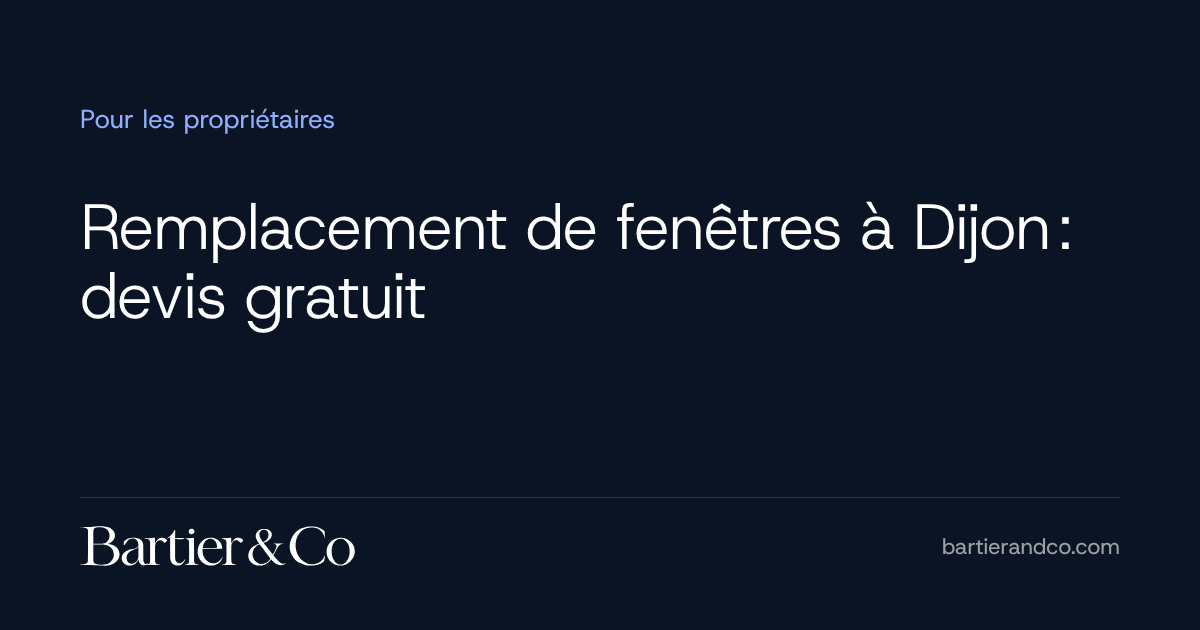 Pour les propriétaires
Remplacement de fenêtres à Dijon :
devis gratuit
Bartier & Co
bartierandco.com